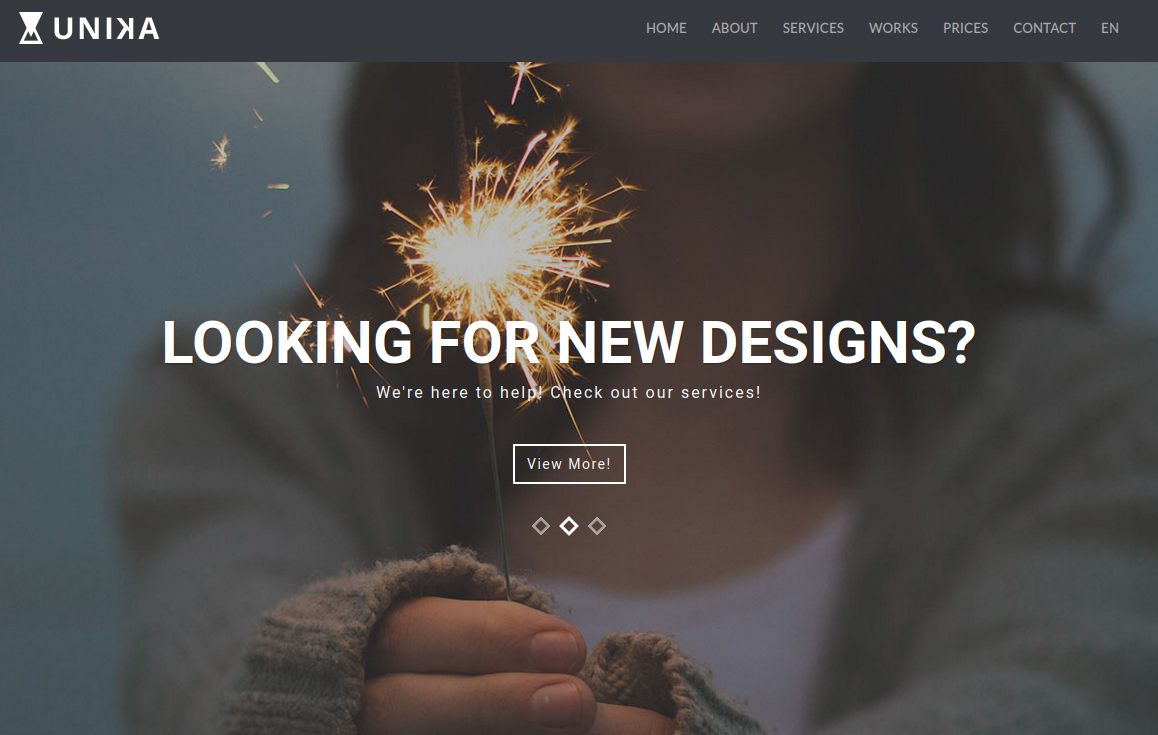 UNIKA
HOME ABOUT SERVICES WORKS PRICES CONTACT EN
LOOKING FOR NEW DESIGNS?
We're here to help! Check out our services!
View More!